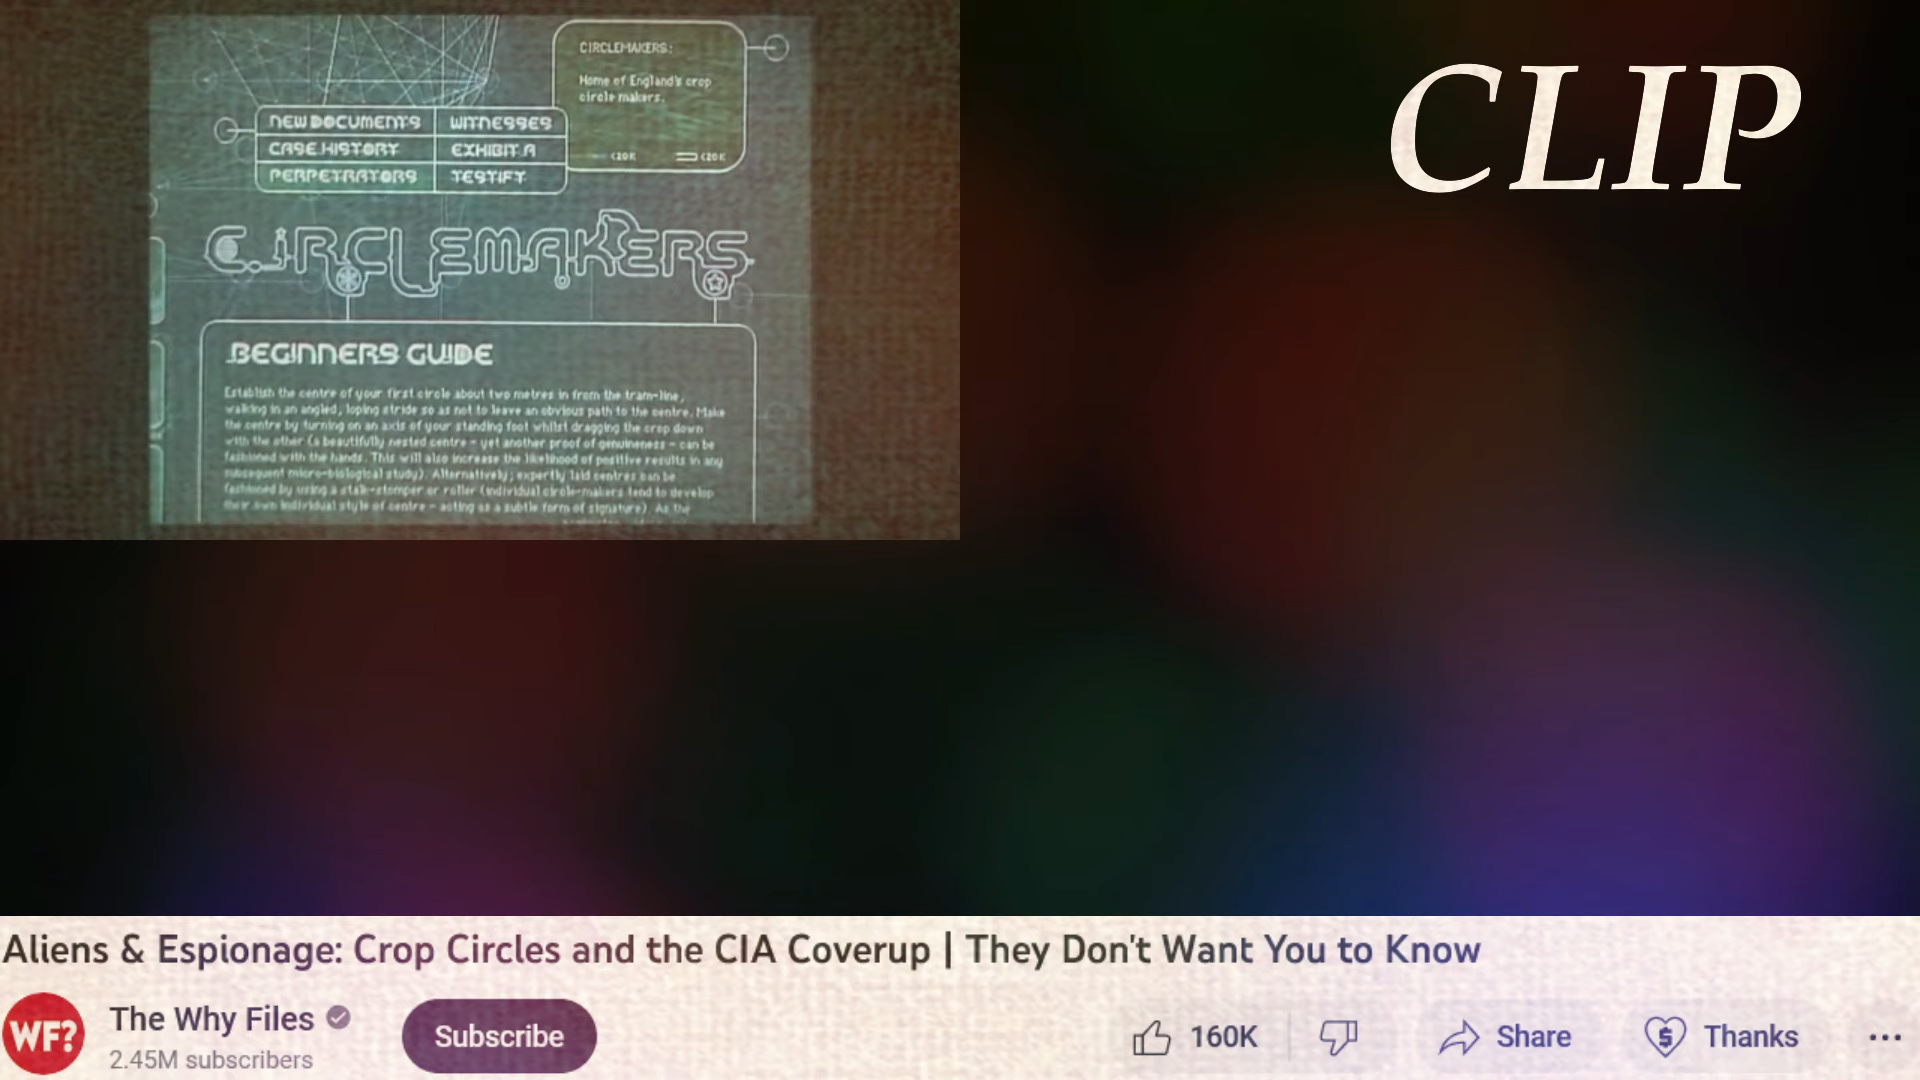 CIRCLEMAKERS:
Home of England's crop
circle makers.
<20K <20K
NEW DOCUMENTS WITNESSES
CASE HISTORY EXHIBIT A
PERPETRATORS TESTIFY
CIRCLEMAKERS
BEGINNERS GUIDE
Establish the centre of your first circle about two metres in from the tram-line,
walking in an angled, loping stride so as not to leave an obvious path to the centre. Make
the centre by turning on an axis of your standing foot whilst dragging the crop down
with the other (a beautifully nested centre - yet another proof of genuineness - can be
fashioned with the hands. This will also increase the likelihood of positive results in any
subsequent micro-biological study). Alternatively; expertly laid centres can be
fashioned by using a stalk-stomper or roller (individual circle-makers tend to develop
their own individual style of centre - acting as a subtle form of signature). As the
CLIP
Aliens & Espionage: Crop Circles and the CIA Coverup | They Don't Want You to Know
WF?
The Why Files
2.45M subscribers
Subscribe
160K
Share
Thanks